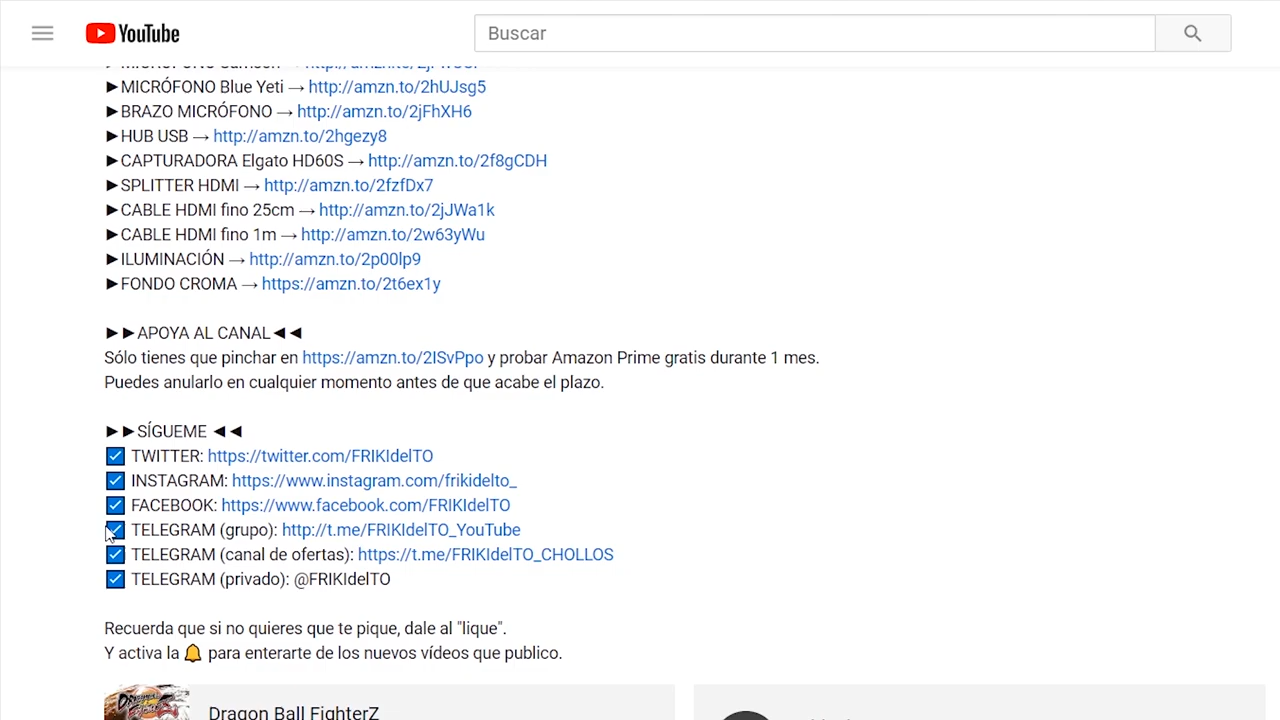 YouTube
Buscar
►MICRÓFONO Blue Yeti → http://amzn.to/2hUJsg5
►BRAZO MICRÓFONO → http://amzn.to/2jFhXH6
►HUB USB → http://amzn.to/2hgezy8
►CAPTURADORA Elgato HD60S → http://amzn.to/2f8gCDH
►SPLITTER HDMI → http://amzn.to/2fzfDx7
►CABLE HDMI fino 25cm → http://amzn.to/2jJWa1k
►CABLE HDMI fino 1m → http://amzn.to/2w63yWu
►ILUMINACIÓN → http://amzn.to/2p00lp9
►FONDO CROMA → https://amzn.to/2t6ex1y
►►APOYA AL CANAL◄◄
Sólo tienes que pinchar en https://amzn.to/2ISvPpo y probar Amazon Prime gratis durante 1 mes.
Puedes anularlo en cualquier momento antes de que acabe el plazo.
►►SÍGUEME ◄◄
☑ TWITTER: https://twitter.com/FRIKIdelTO
☑ INSTAGRAM: https://www.instagram.com/frikidelto_
☑ FACEBOOK: https://www.facebook.com/FRIKIdelTO
☑ TELEGRAM (grupo): http://t.me/FRIKIdelTO_YouTube
☑ TELEGRAM (canal de ofertas): https://t.me/FRIKIdelTO_CHOLLOS
☑ TELEGRAM (privado): @FRIKIdelTO
Recuerda que si no quieres que te pique, dale al "lique".
Y activa la 🔔 para enterarte de los nuevos vídeos que publico.
Dragon Ball FighterZ